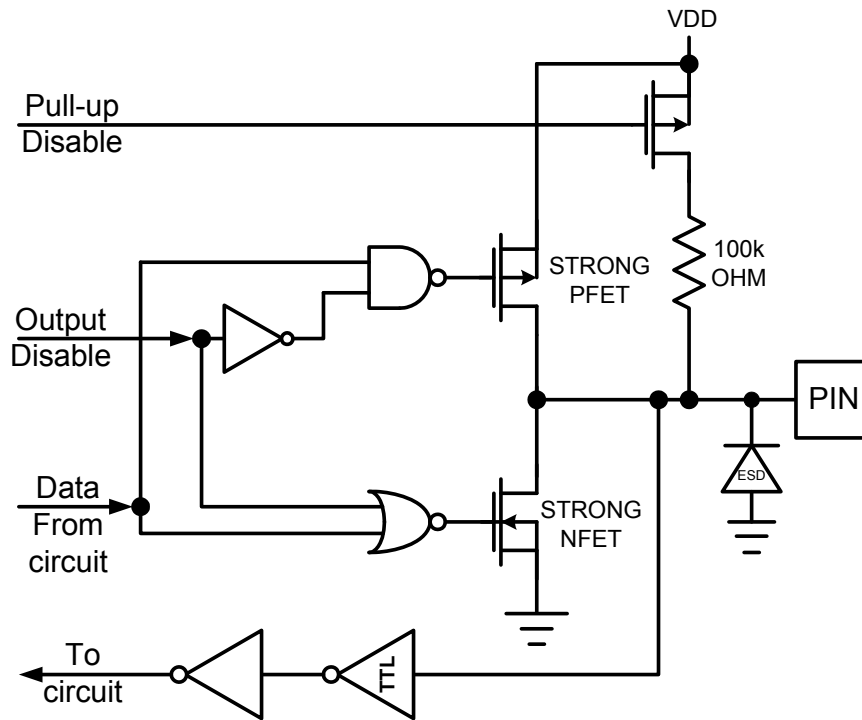 VDD
Pull-up
Disable
100k
OHM
STRONG
PFET
Output
Disable
PIN
ESD
Data
From
circuit
STRONG
NFET
To
circuit
TTL